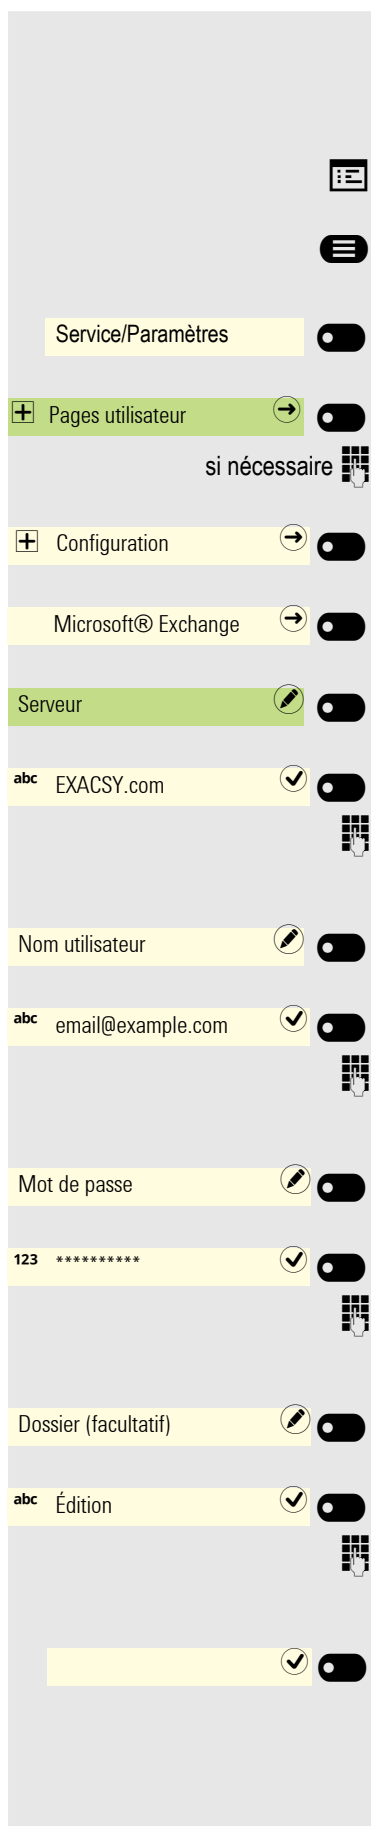 Service/Paramètres
Pages utilisateur
si nécessaire
Configuration
Microsoft® Exchange
Serveur
abc EXACSY.com
Nom utilisateur
abc email@example.com
Mot de passe
123 **********
Dossier (facultatif)
abc Édition